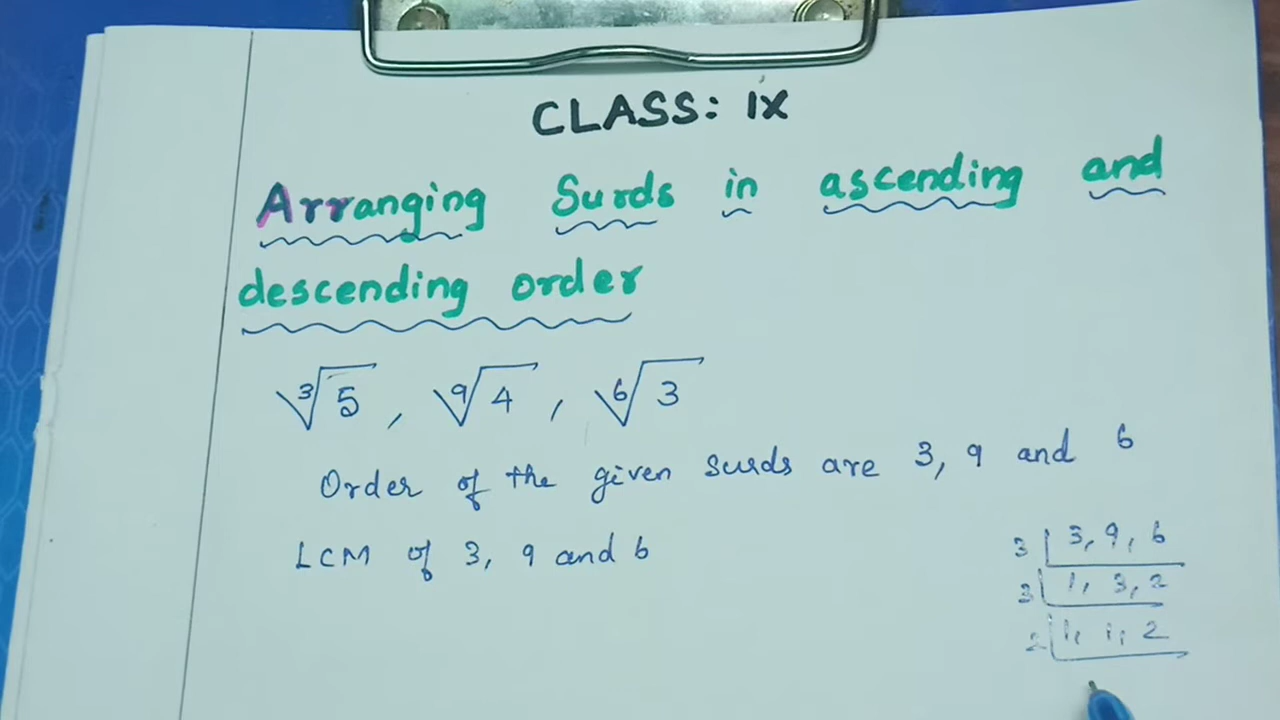 CLASS: IX
Arranging Surds in ascending and
descending order
∛5, ⁹√4, ⁶√3
Order of the given surds are 3, 9 and 6
LCM of 3, 9 and 6
3 | 3, 9, 6
3 | 1, 3, 2
2 | 1, 1, 2